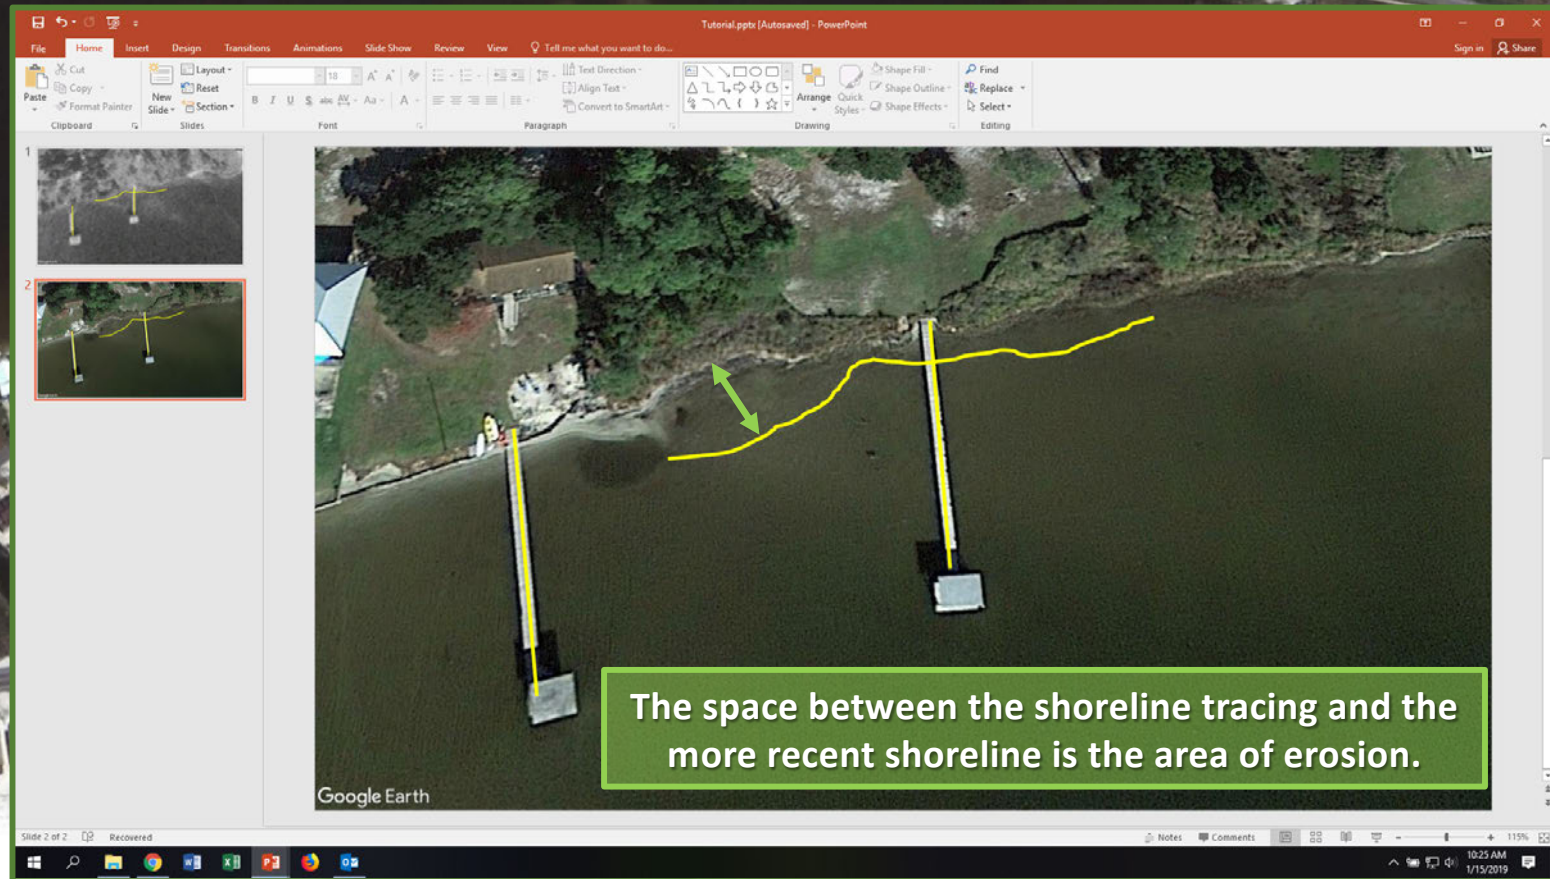 Tutorial.pptx [Autosaved] - PowerPoint
File Home Insert Design Transitions Animations Slide Show Review View Tell me what you want to do... Sign in Share
Paste
Cut
Copy
Format Painter
Clipboard
New Slide
Layout
Reset
Section
Slides
18
Font
Paragraph
Text Direction
Align Text
Convert to SmartArt
Arrange
Quick Styles
Shape Fill
Shape Outline
Shape Effects
Drawing
Find
Replace
Select
Editing
1
2
The space between the shoreline tracing and the
more recent shoreline is the area of erosion.
Google Earth
Slide 2 of 2 Recovered Notes Comments 115%
10:25 AM
1/15/2019